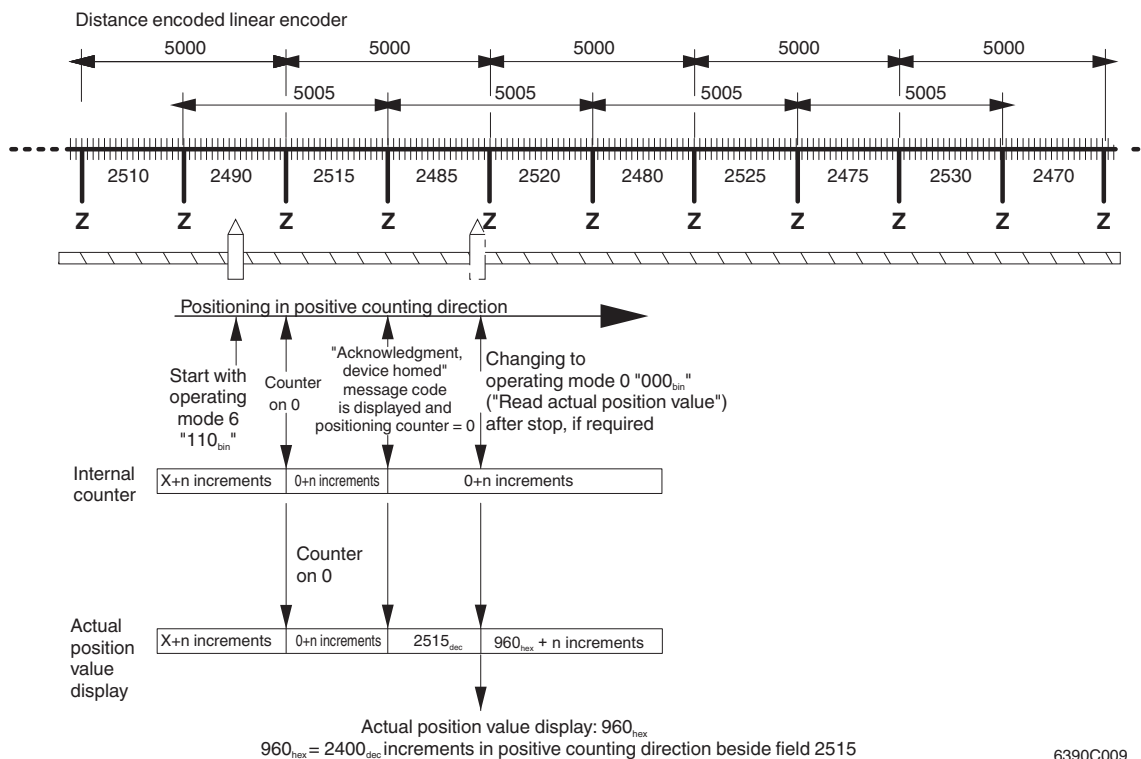 Distance encoded linear encoder
5000 5000 5000 5000 5000
5005 5005 5005 5005
2510 2490 2515 2485 2520 2480 2525 2475 2530 2470
Z Z Z Z Z Z Z Z Z Z Z
Positioning in positive counting direction
Start with
operating
mode 6
"110bin"
Counter
on 0
"Acknowledgment,
device homed"
message code
is displayed and
positioning counter = 0
Changing to
operating mode 0 "000bin"
("Read actual position value")
after stop, if required
Internal
counter
X+n increments 0+n increments 0+n increments
Counter
on 0
Actual
position
value
display
X+n increments 0+n increments 2515dec 960hex + n increments
Actual position value display: 960hex
960hex = 2400dec increments in positive counting direction beside field 2515
6390C009